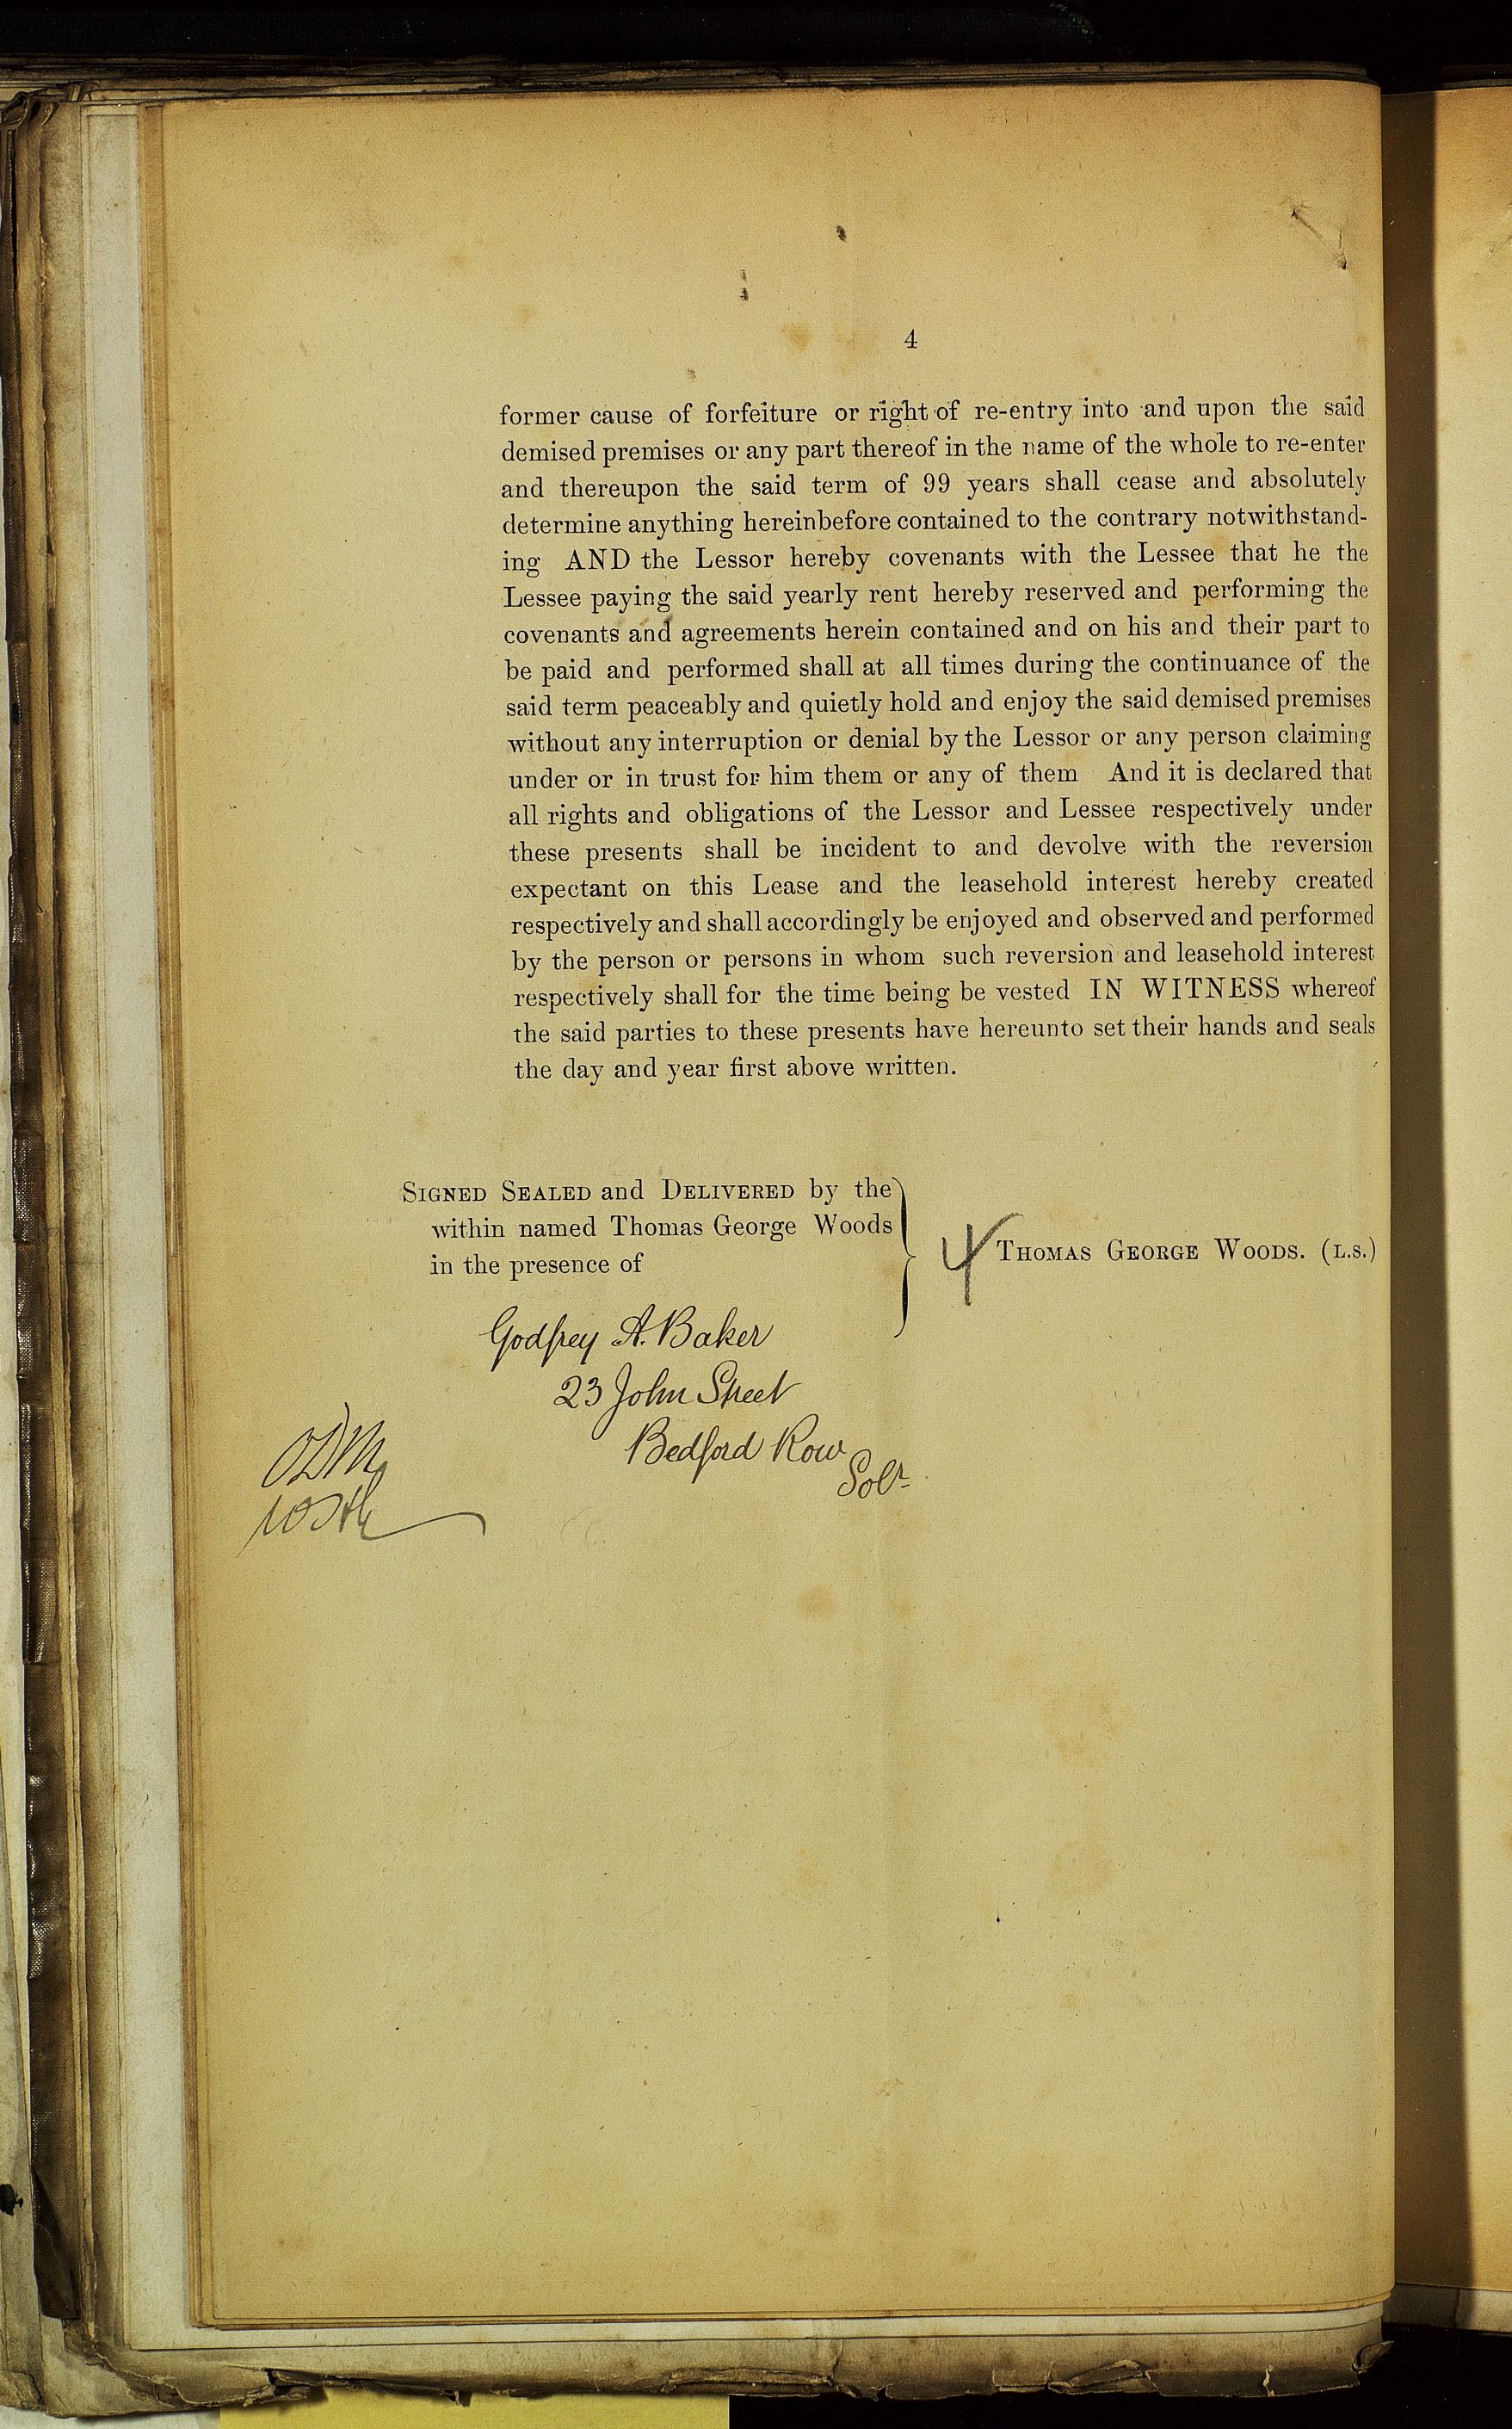 4
former cause of forfeiture or right of re-entry into and upon the said
demised premises or any part thereof in the name of the whole to re-enter
and thereupon the said term of 99 years shall cease and absolutely
determine anything hereinbefore contained to the contrary notwithstand-
ing AND the Lessor hereby covenants with the Lessee that he the
Lessee paying the said yearly rent hereby reserved and performing the
covenants and agreements herein contained and on his and their part to
be paid and performed shall at all times during the continuance of the
said term peaceably and quietly hold and enjoy the said demised premises
without any interruption or denial by the Lessor or any person claiming
under or in trust for him them or any of them And it is declared that
all rights and obligations of the Lessor and Lessee respectively under
these presents shall be incident to and devolve with the reversion
expectant on this Lease and the leasehold interest hereby created
respectively and shall accordingly be enjoyed and observed and performed
by the person or persons in whom such reversion and leasehold interest
respectively shall for the time being be vested IN WITNESS whereof
the said parties to these presents have hereunto set their hands and seals
the day and year first above written.
SIGNED SEALED and DELIVERED by the
within named Thomas George Woods
in the presence of
THOMAS GEORGE WOODS. (L.S.)
Godfrey A. Baker
23 John Street
Bedford Row
Solr